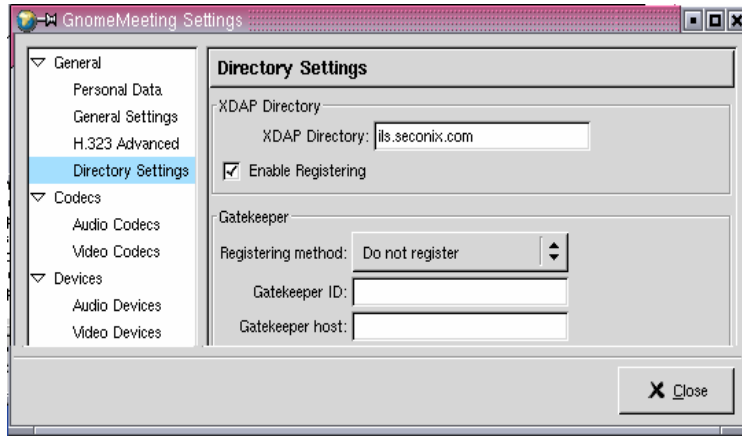 GnomeMeeting Settings
General
Personal Data
General Settings
H.323 Advanced
Directory Settings
Codecs
Audio Codecs
Video Codecs
Devices
Audio Devices
Video Devices
Directory Settings
XDAP Directory
XDAP Directory: ils.seconix.com
Enable Registering
Gatekeeper
Registering method: Do not register
Gatekeeper ID:
Gatekeeper host:
Close